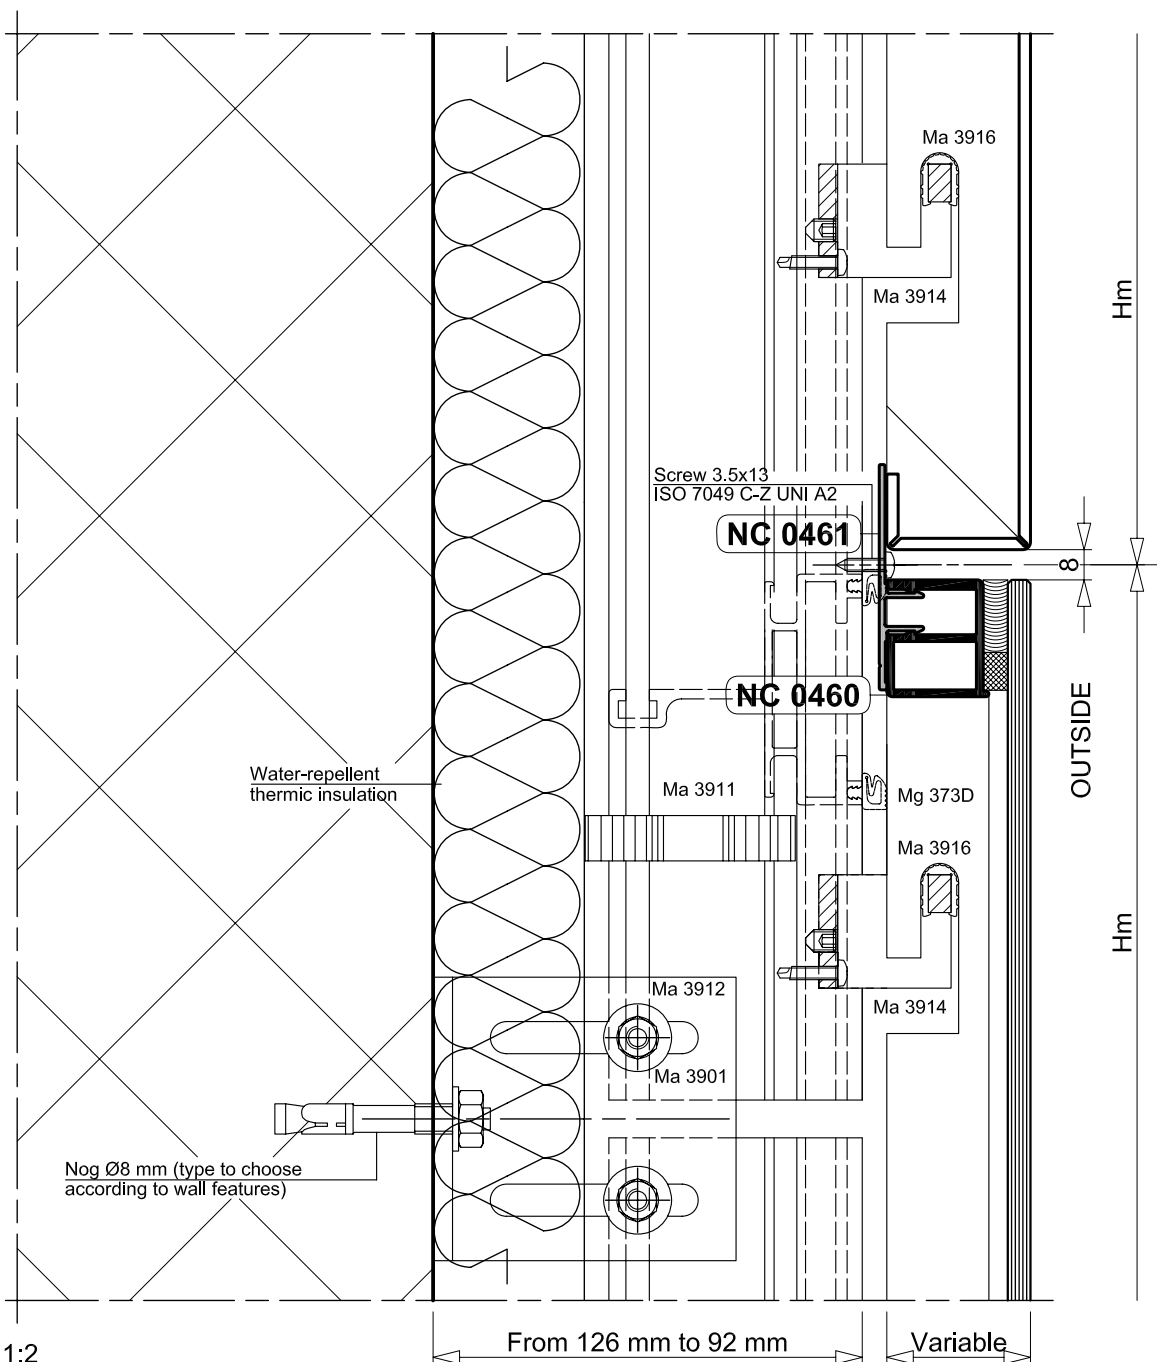 Ma 3916
Ma 3914
Hm
Screw 3.5x13
ISO 7049 C-Z UNI A2
NC 0461
8
NC 0460
OUTSIDE
Water-repellent
thermic insulation
Ma 3911
Mg 373D
Ma 3916
Hm
Ma 3912
Ma 3914
Ma 3901
Nog Ø8 mm (type to choose
according to wall features)
1:2
From 126 mm to 92 mm
Variable